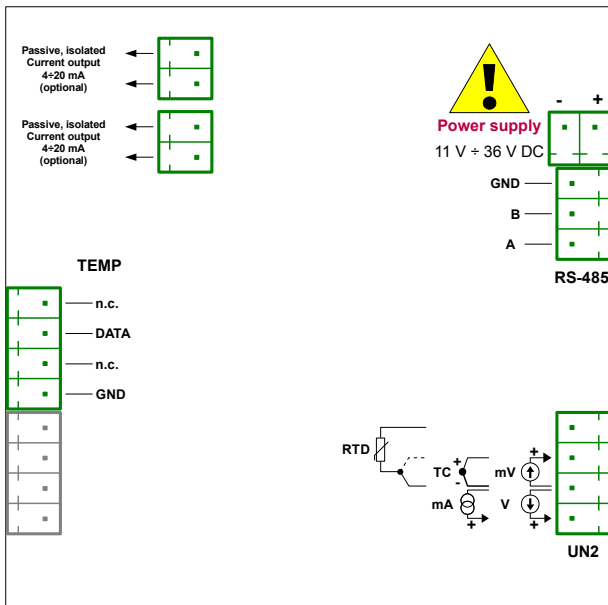 Passive, isolated
Current output
4÷20 mA
(optional)
Passive, isolated
Current output
4÷20 mA
(optional)
- +
Power supply
11 V ÷ 36 V DC
GND
B
A
RS-485
TEMP
n.c.
DATA
n.c.
GND
RTD
TC
+
-
mV
+
mA
+
V
+
UN2